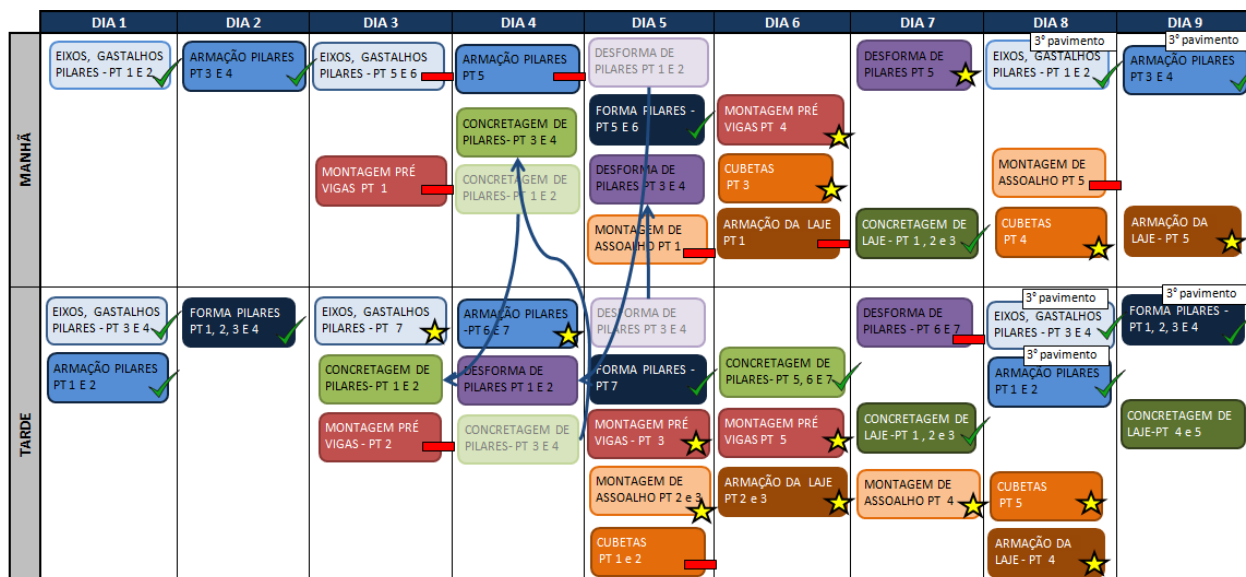 DIA 1 DIA 2 DIA 3 DIA 4 DIA 5 DIA 6 DIA 7 DIA 8 DIA 9
MANHÃ
EIXOS, GASTALHOS
PILARES - PT 1 E 2
ARMAÇÃO PILARES
PT 3 E 4
EIXOS, GASTALHOS
PILARES - PT 5 E 6
MONTAGEM PRÉ
VIGAS PT 1
ARMAÇÃO PILARES
PT 5
CONCRETAGEM DE
PILARES- PT 3 E 4
CONCRETAGEM DE
PILARES- PT 1 E 2
DESFORMA DE
PILARES PT 1 E 2
FORMA PILARES -
PT 5 E 6
DESFORMA DE
PILARES PT 3 E 4
MONTAGEM DE
ASSOALHO PT 1
MONTAGEM PRÉ
VIGAS PT 4
CUBETAS
PT 3
ARMAÇÃO DA LAJE
PT 1
DESFORMA DE
PILARES PT 5
CONCRETAGEM DE
LAJE- PT 1 , 2 e 3
3° pavimento
EIXOS, GASTALHOS
PILARES - PT 1 E 2
MONTAGEM DE
ASSOALHO PT 5
CUBETAS
PT 4
3° pavimento
ARMAÇÃO PILARES
PT 3 E 4
ARMAÇÃO DA
LAJE - PT 5
TARDE
EIXOS, GASTALHOS
PILARES - PT 3 E 4
ARMAÇÃO PILARES
PT 1 E 2
FORMA PILARES
PT 1, 2, 3 E 4
EIXOS, GASTALHOS
PILARES - PT 7
CONCRETAGEM DE
PILARES- PT 1 E 2
MONTAGEM PRÉ
VIGAS - PT 2
ARMAÇÃO PILARES
-PT 6 E 7
DESFORMA DE
PILARES PT 1 E 2
CONCRETAGEM DE
PILARES- PT 3 E 4
DESFORMA DE
PILARES PT 3 E 4
FORMA PILARES -
PT 7
MONTAGEM PRÉ
VIGAS - PT 3
MONTAGEM DE
ASSOALHO PT 2 e 3
CUBETAS
PT 1 e 2
CONCRETAGEM DE
PILARES- PT 5, 6 E 7
MONTAGEM PRÉ
VIGAS PT 5
ARMAÇÃO DA LAJE
PT 2 e 3
DESFORMA DE
PILARES - PT 6 E 7
CONCRETAGEM DE
LAJE-PT 1 , 2 e 3
MONTAGEM DE
ASSOALHO PT 4
3° pavimento
EIXOS, GASTALHOS
PILARES - PT 3 E 4
3° pavimento
ARMAÇÃO PILARES
PT 1 E 2
CUBETAS
PT 5
ARMAÇÃO DA
LAJE - PT 4
3° pavimento
FORMA PILARES -
PT 1, 2, 3 E 4
CONCRETAGEM DE
LAJE-PT 4 e 5